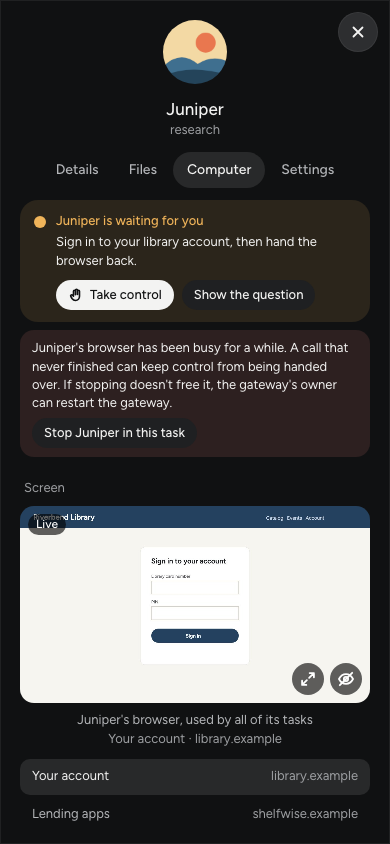 Juniper
research
Details Files Computer Settings
Juniper is waiting for you
Sign in to your library account, then hand the
browser back.
Take control Show the question
Juniper's browser has been busy for a while. A call that
never finished can keep control from being handed
over. If stopping doesn't free it, the gateway's owner
can restart the gateway.
Stop Juniper in this task
Screen
Live
Library Catalog Events Account
Sign in to your account
Library card number
PIN
Sign in
Juniper's browser, used by all of its tasks
Your account · library.example
Your account library.example
Lending apps shelfwise.example